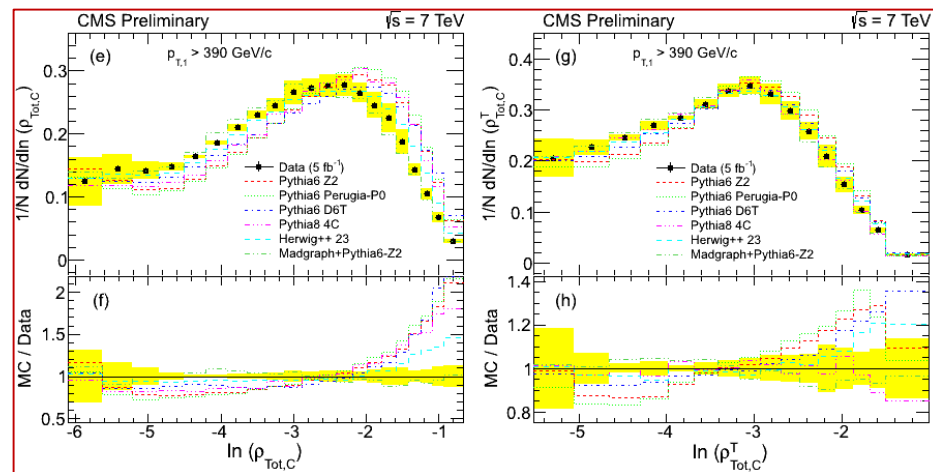 CMS Preliminary √s = 7 TeV
(e) p_T,1 > 390 GeV/c
1/N dN/dln (ρ_Tot,C)
0.3
0.2
0.1
0
Data (5 fb⁻¹)
Pythia6 Z2
Pythia6 Perugia-P0
Pythia6 D6T
Pythia8 4C
Herwig++ 23
Madgraph+Pythia6-Z2
(f)
MC / Data
2
1.5
1
0.5
-6 -5 -4 -3 -2 -1
ln (ρ_Tot,C)
CMS Preliminary √s = 7 TeV
(g) p_T,1 > 390 GeV/c
1/N dN/dln (ρ^T_Tot,C)
0.4
0.2
0
Data (5 fb⁻¹)
Pythia6 Z2
Pythia6 Perugia-P0
Pythia6 D6T
Pythia8 4C
Herwig++ 23
Madgraph+Pythia6-Z2
(h)
MC / Data
1.4
1.2
1
0.8
-5 -4 -3 -2
ln (ρ^T_Tot,C)